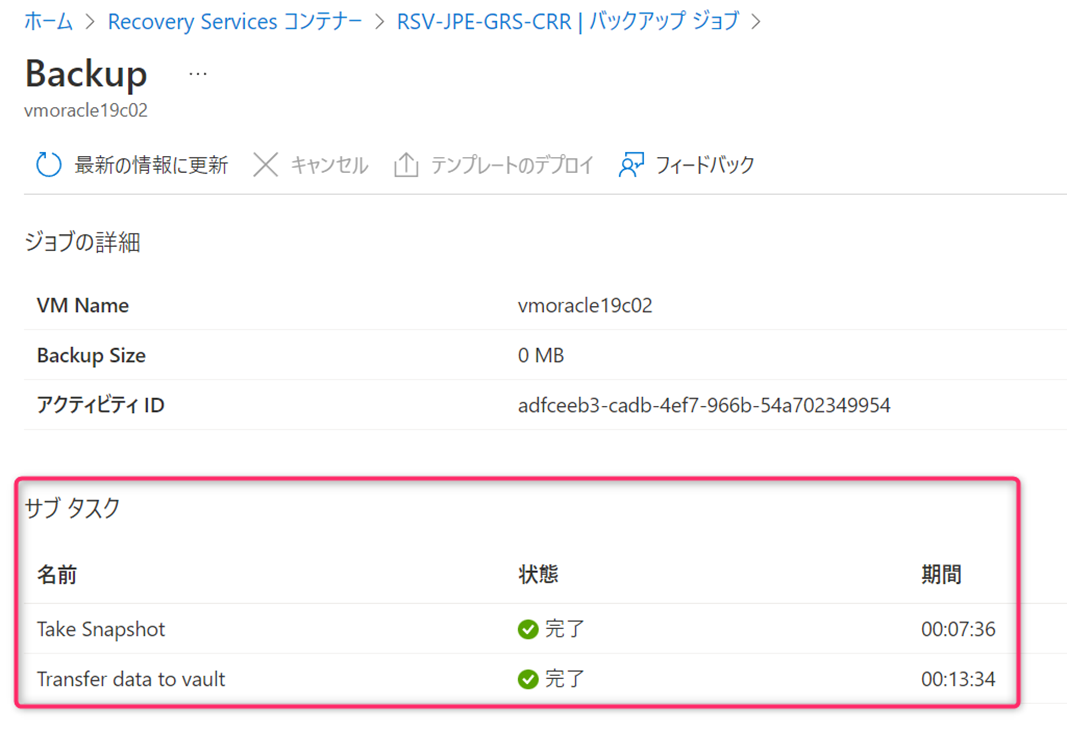 ホーム > Recovery Services コンテナー > RSV-JPE-GRS-CRR | バックアップ ジョブ >
Backup ...
vmoracle19c02
最新の情報に更新 キャンセル テンプレートのデプロイ フィードバック
ジョブの詳細
VM Name vmoracle19c02
Backup Size 0 MB
アクティビティ ID adfceeb3-cadb-4ef7-966b-54a702349954
サブ タスク
名前 状態 期間
Take Snapshot 完了 00:07:36
Transfer data to vault 完了 00:13:34